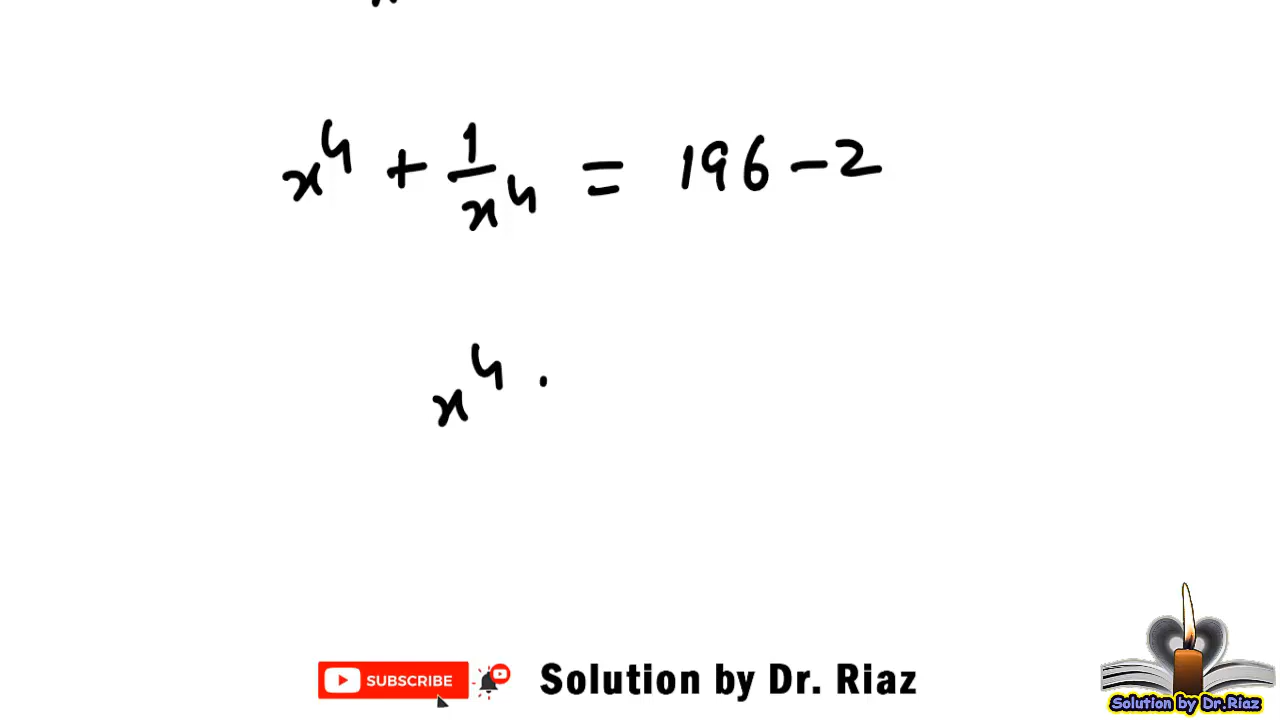 x
x⁴ + 1/x⁴ = 196 - 2
x⁴ .
SUBSCRIBE Solution by Dr. Riaz
Solution by Dr.Riaz